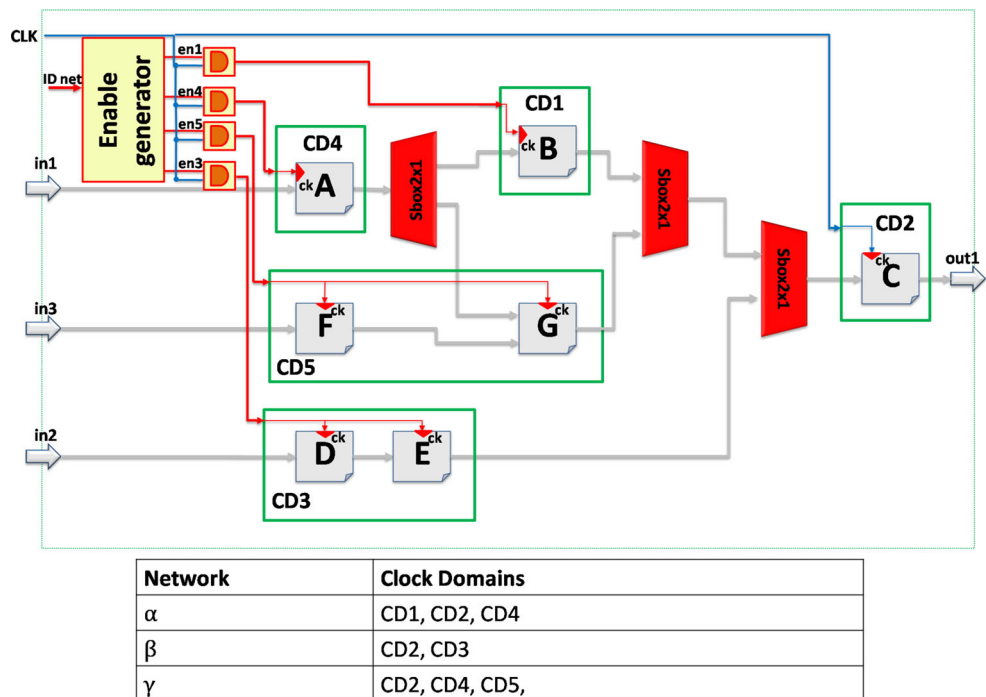 CLK
en1
ID net
Enable
generator
en4
en5
en3
CD1
ck
B
CD4
ck
A
in1
Sbox2x1
Sbox2x1
Sbox2x1
CD2
ck
C
out1
in3
ck
F
ck
G
CD5
in2
ck
D
ck
E
CD3
Network Clock Domains
α CD1, CD2, CD4
β CD2, CD3
γ CD2, CD4, CD5,